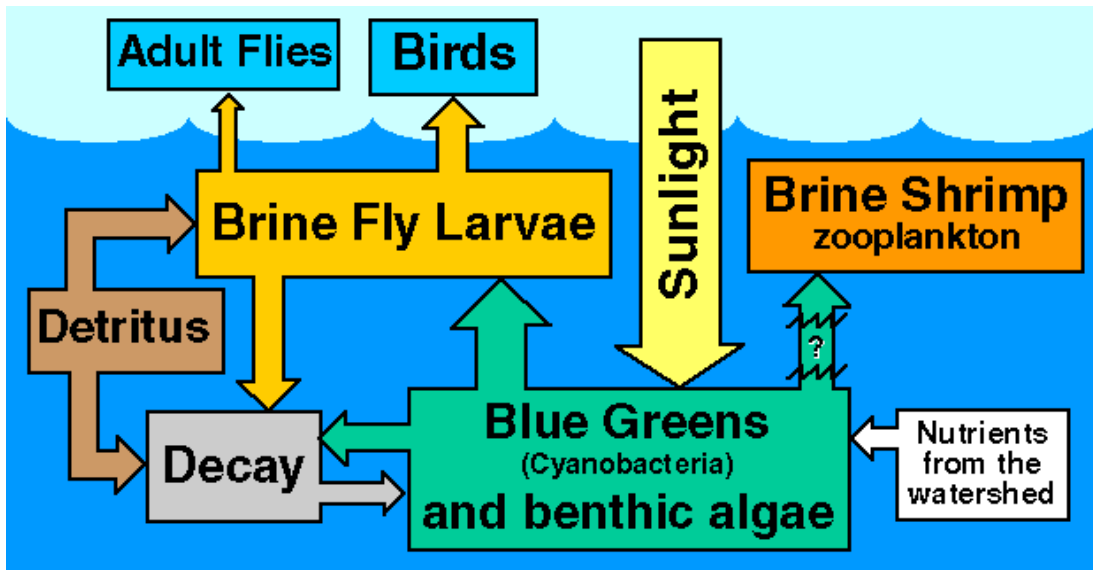 Adult Flies
Birds
Sunlight
Brine Shrimp
zooplankton
Brine Fly Larvae
Detritus
?
Blue Greens
(Cyanobacteria)
and benthic algae
Decay
Nutrients
from the
watershed